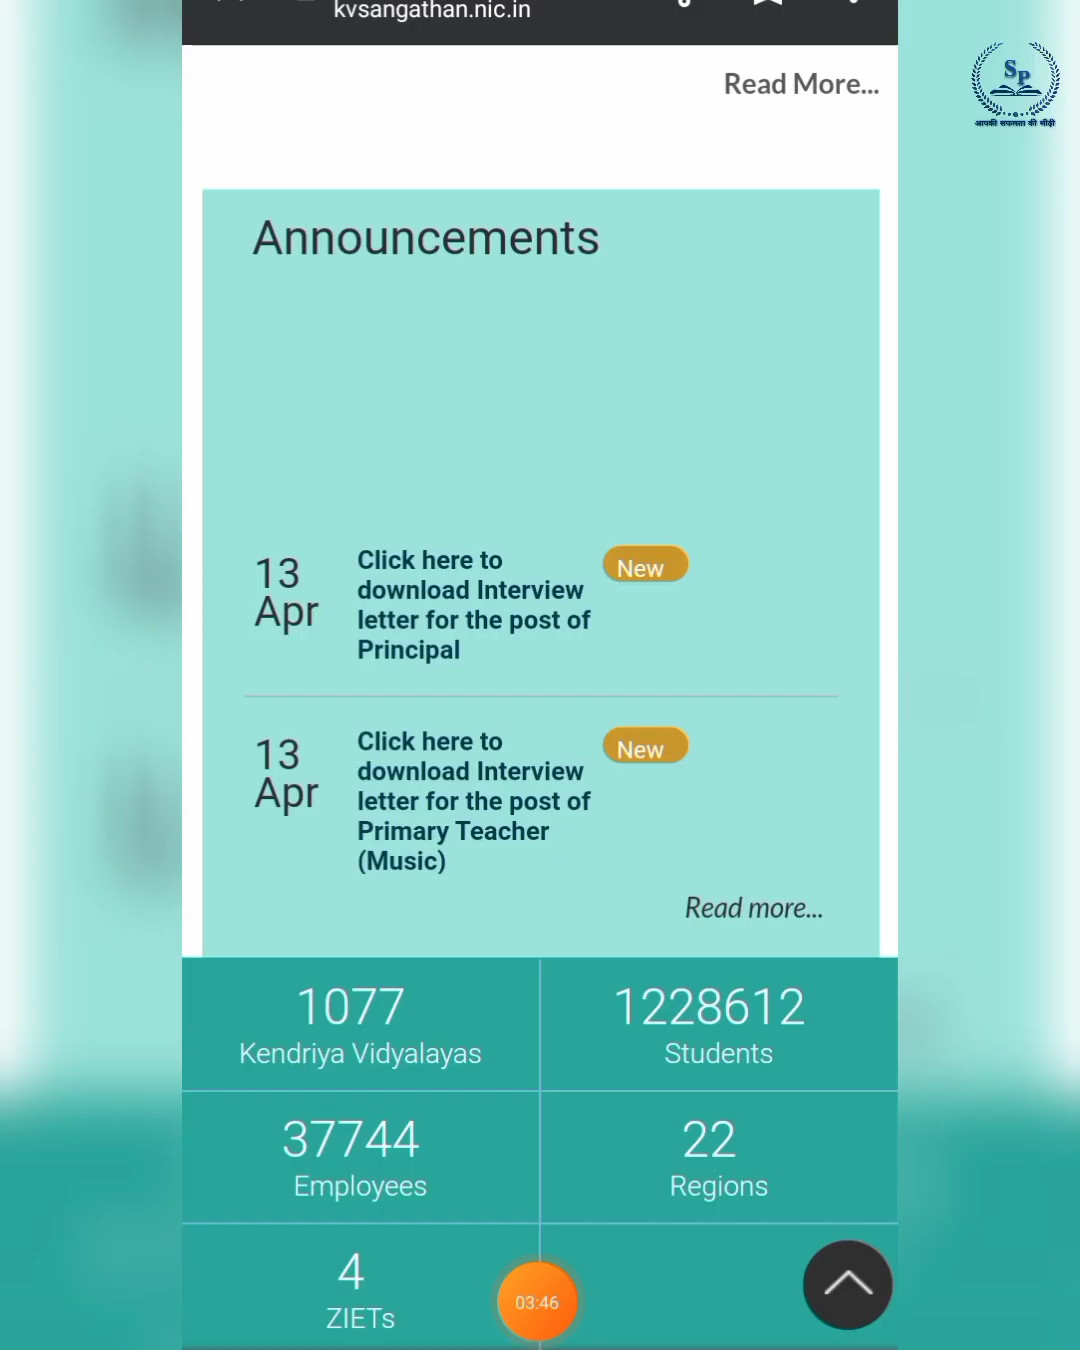 kvsangathan.nic.in
Read More...
SP
आपकी सफलता की सीढ़ी
Announcements
13
Apr
Click here to
download Interview
letter for the post of
Principal
New
13
Apr
Click here to
download Interview
letter for the post of
Primary Teacher
(Music)
New
Read more...
1077
Kendriya Vidyalayas
1228612
Students
37744
Employees
22
Regions
4
ZIETs
03:46